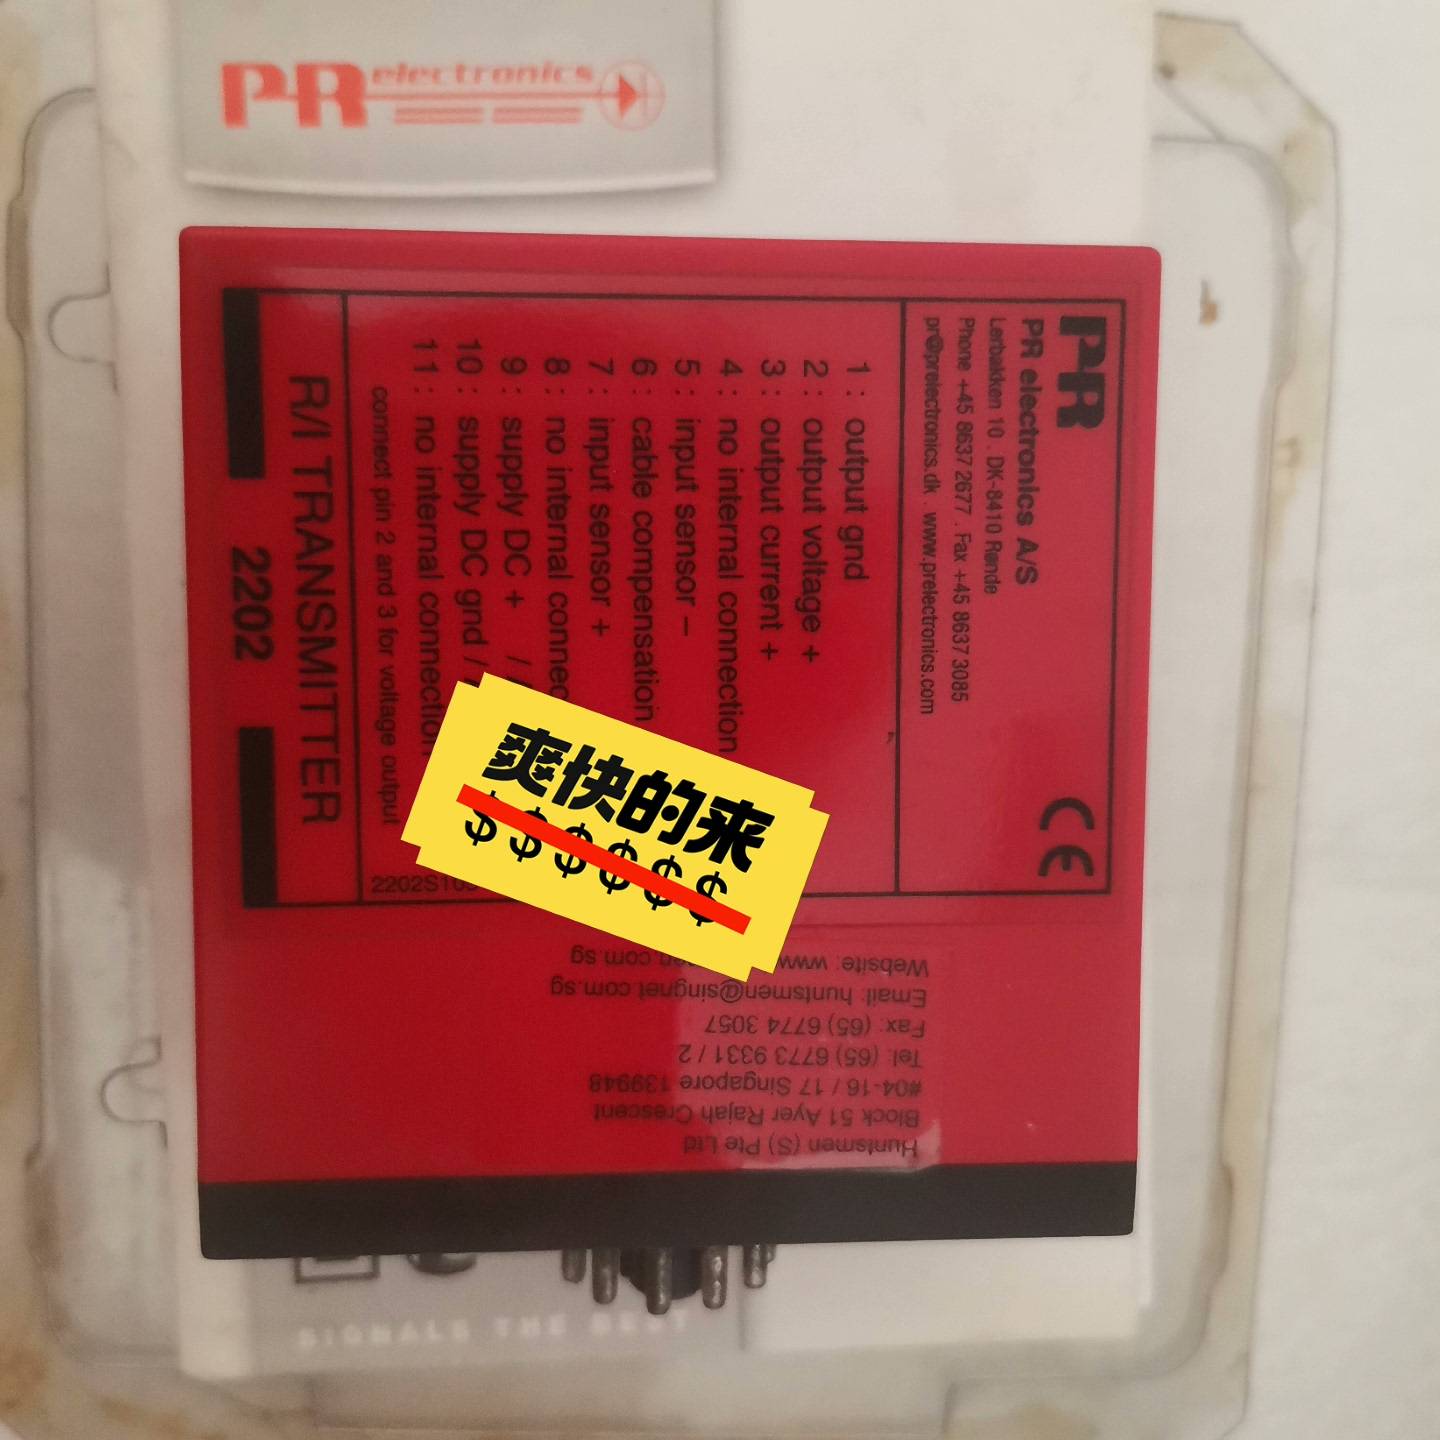 PR electronics
PR
PR electronics A/S
Lerbakken 10 . DK-8410 Rønde
Phone +45 8637 2677 . Fax +45 8637 3085
pr@prelectronics.dk . www.prelectronics.com
CE
1 : output gnd
2 : output voltage +
3 : output current +
4 : no internal connection
5 : input sensor –
6 : cable compensation
7 : input sensor +
8 : no internal
9 : supply DC + /
10 : supply DC gnd /
11 : no internal connection
connect pin 2 and 3 for voltage output
R/I TRANSMITTER
2202
爽快的来
$$$$$$
Huntsmen (S) Pte Ltd
Block 51 Ayer Rajah Crescent
#04-16 / 17 Singapore 139948
Tel: (65) 6773 9331 / 2
Fax: (65) 6774 3057
Email: huntsmen@singnet.com.sg
Website: www
SIGNALS THE BEST